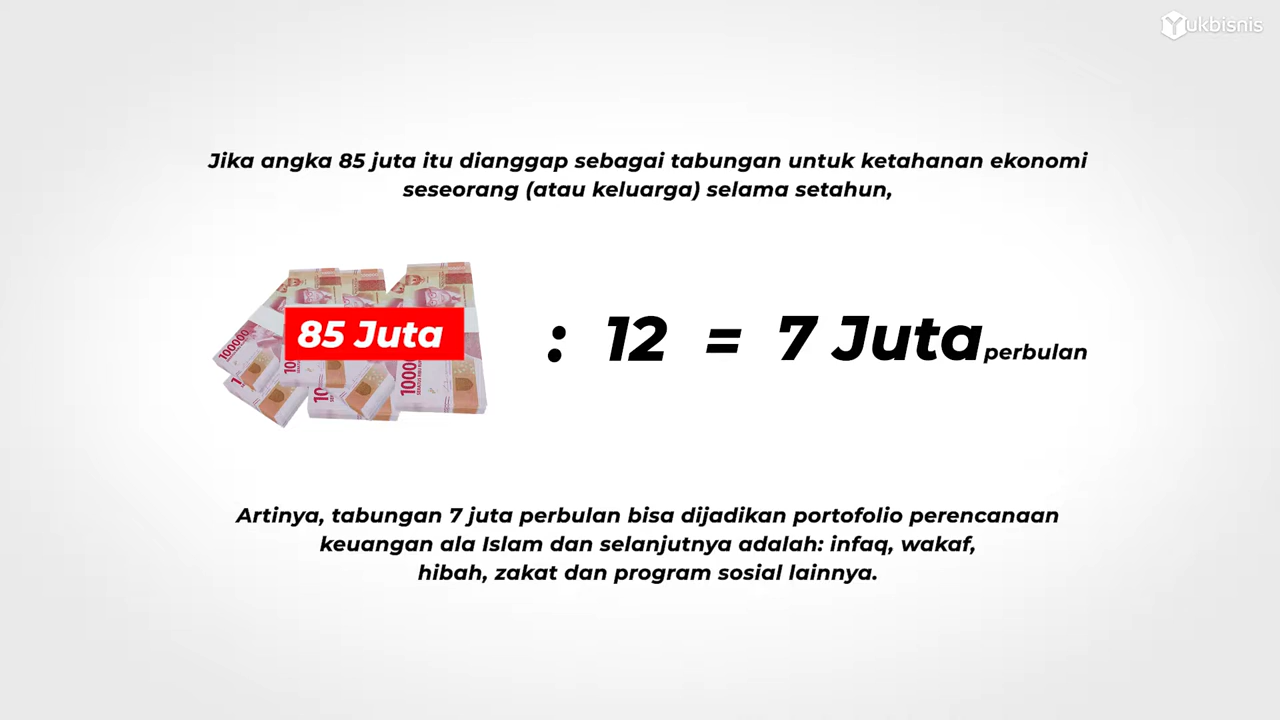 Yukbisnis
Jika angka 85 juta itu dianggap sebagai tabungan untuk ketahanan ekonomi
seseorang (atau keluarga) selama setahun,
85 Juta : 12 = 7 Juta perbulan
100000
Artinya, tabungan 7 juta perbulan bisa dijadikan portofolio perencanaan
keuangan ala Islam dan selanjutnya adalah: infaq, wakaf,
hibah, zakat dan program sosial lainnya.